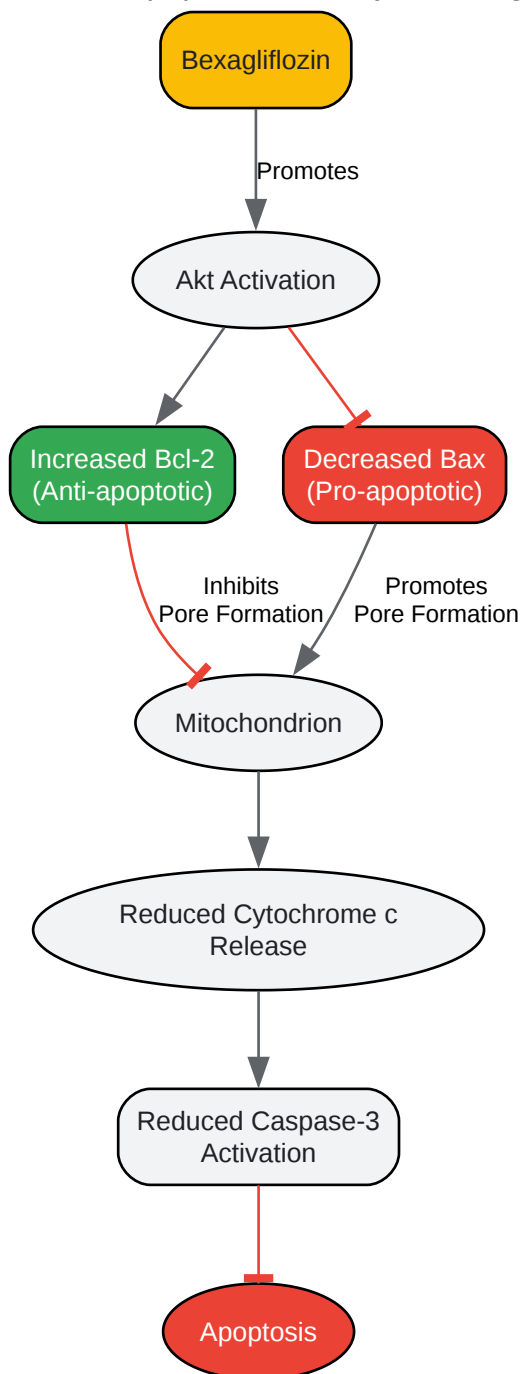 Bexagliflozin
Promotes
Akt Activation
Increased Bcl-2
(Anti-apoptotic)
Decreased Bax
(Pro-apoptotic)
Inhibits
Pore Formation
Promotes
Pore Formation
Mitochondrion
Reduced Cytochrome c
Release
Reduced Caspase-3
Activation
Apoptosis